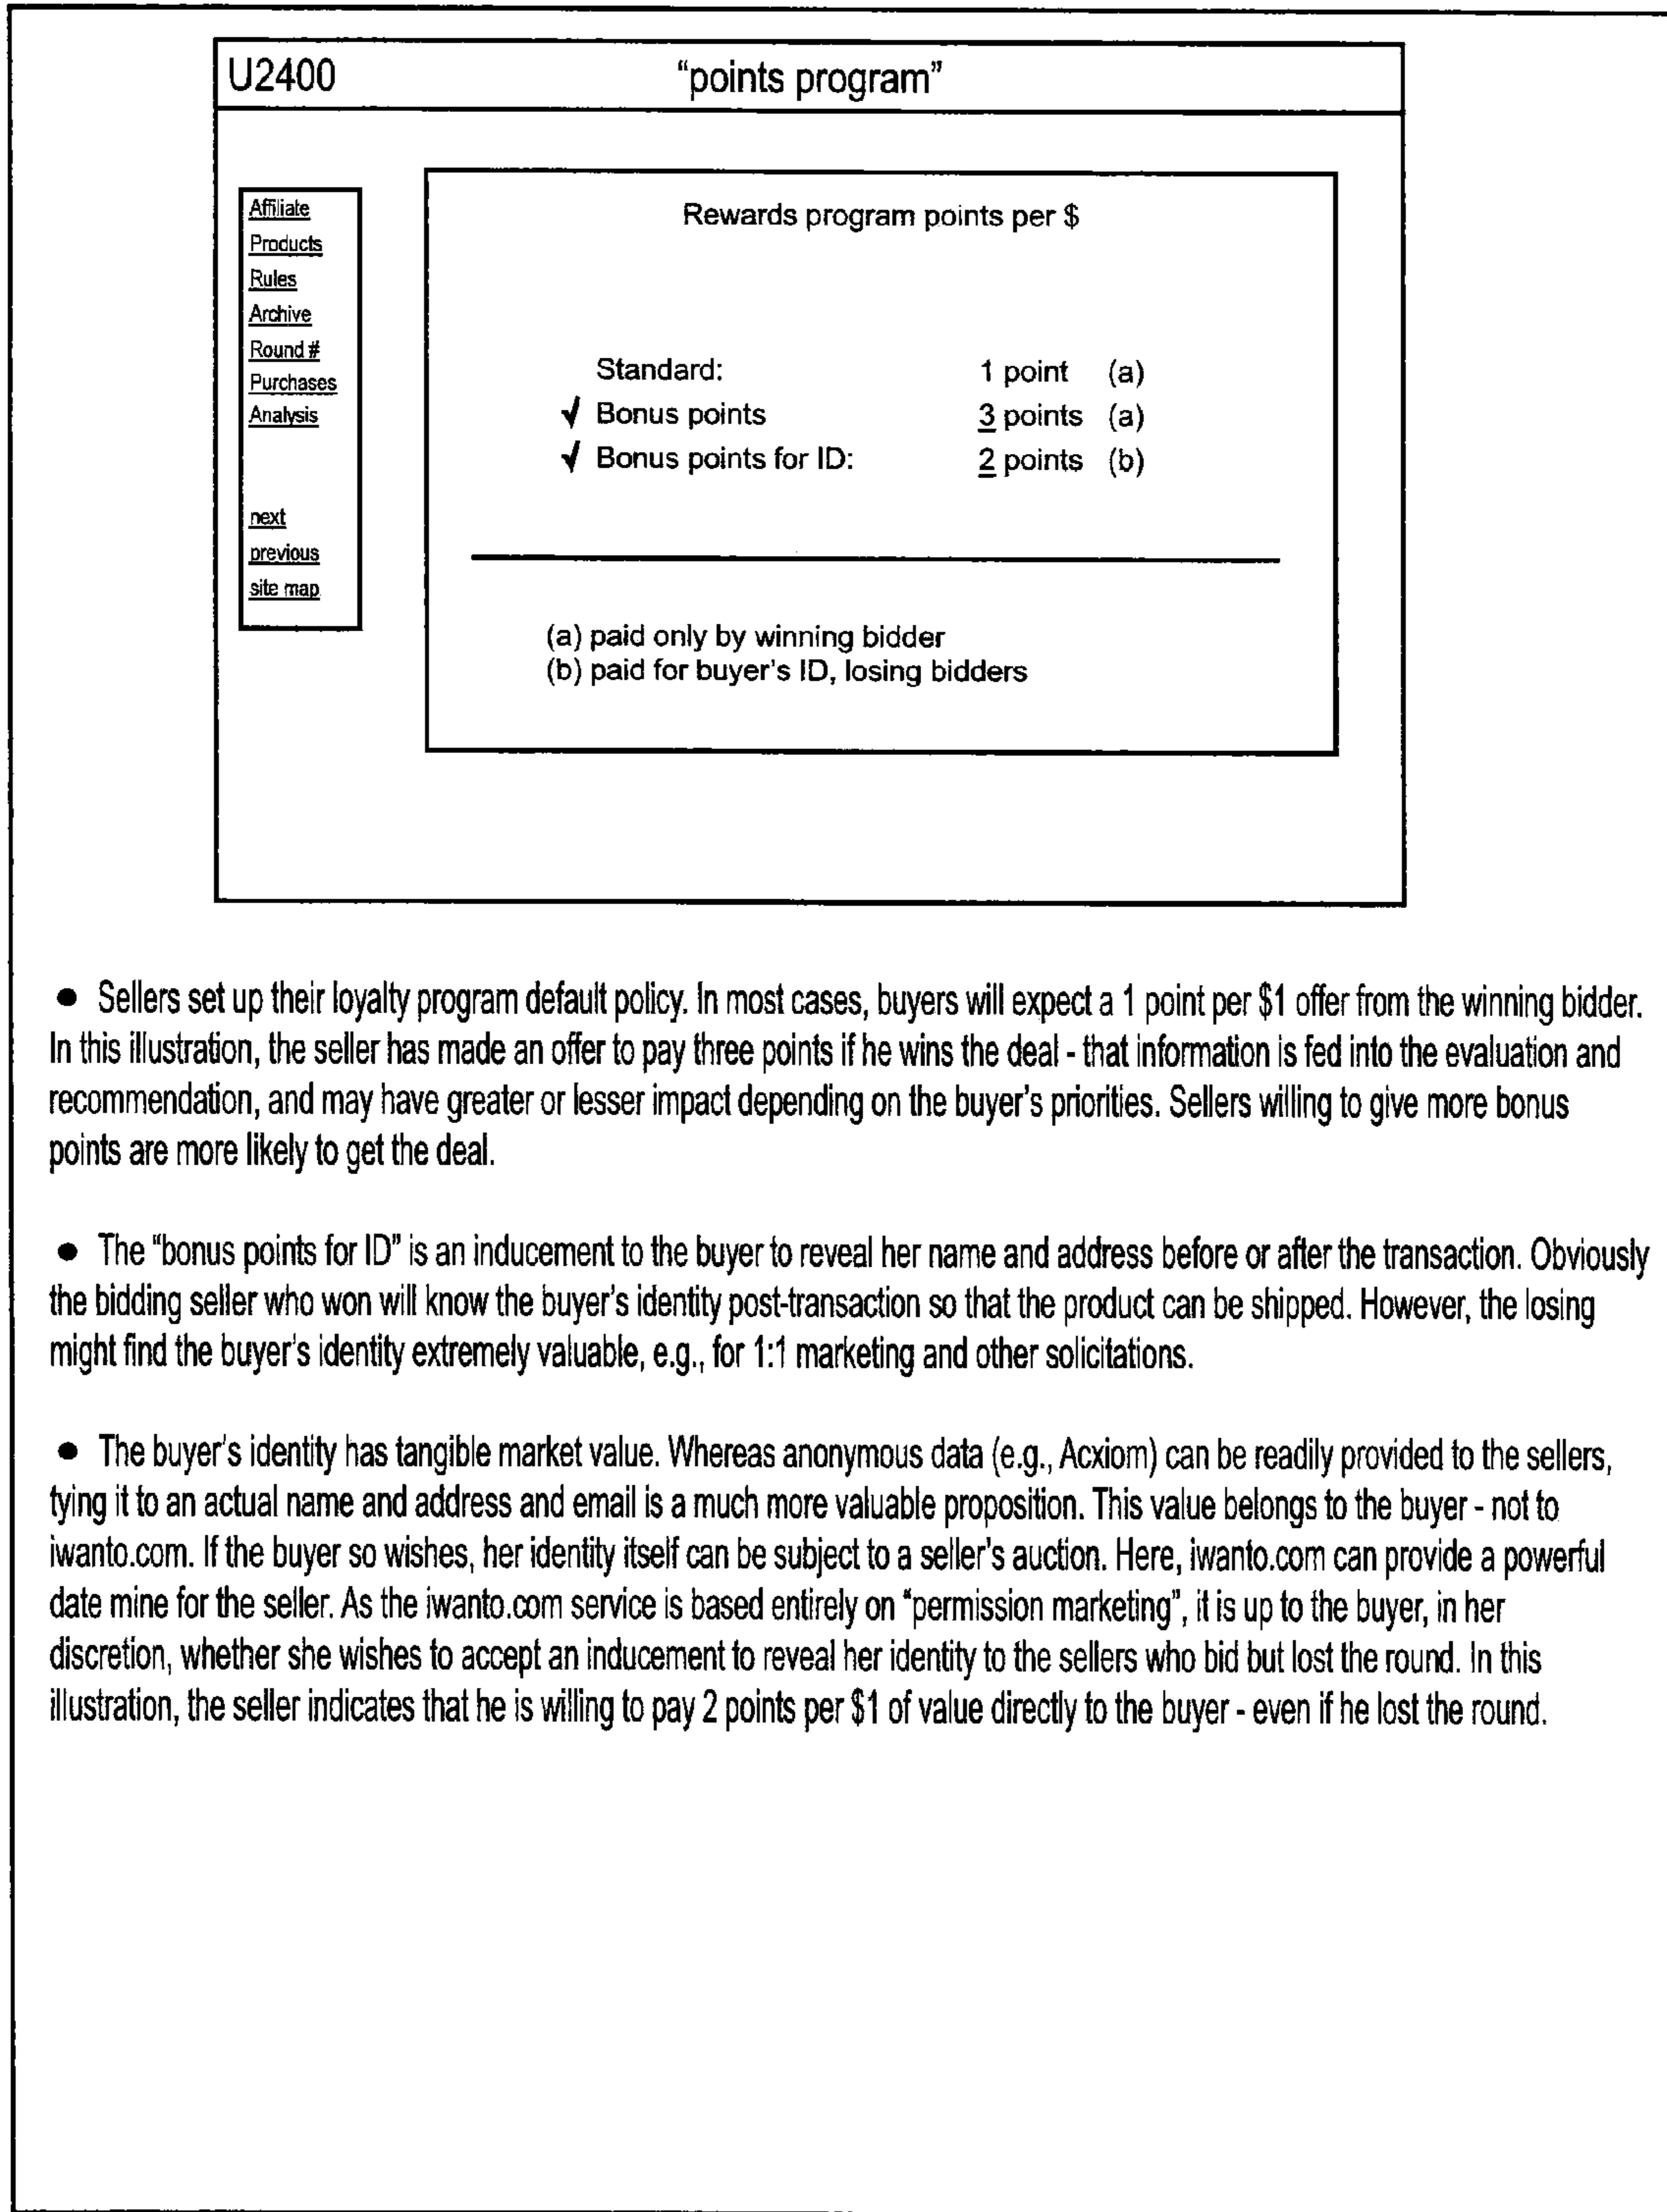 U2400 "points program"
Affiliate
Products
Rules
Archive
Round #
Purchases
Analysis
next
previous
site map
Rewards program points per $
Standard: 1 point (a)
√ Bonus points 3 points (a)
√ Bonus points for ID: 2 points (b)
(a) paid only by winning bidder
(b) paid for buyer's ID, losing bidders
● Sellers set up their loyalty program default policy. In most cases, buyers will expect a 1 point per $1 offer from the winning bidder.
In this illustration, the seller has made an offer to pay three points if he wins the deal - that information is fed into the evaluation and
recommendation, and may have greater or lesser impact depending on the buyer's priorities. Sellers willing to give more bonus
points are more likely to get the deal.
● The "bonus points for ID" is an inducement to the buyer to reveal her name and address before or after the transaction. Obviously
the bidding seller who won will know the buyer's identity post-transaction so that the product can be shipped. However, the losing
might find the buyer's identity extremely valuable, e.g., for 1:1 marketing and other solicitations.
● The buyer's identity has tangible market value. Whereas anonymous data (e.g., Acxiom) can be readily provided to the sellers,
tying it to an actual name and address and email is a much more valuable proposition. This value belongs to the buyer - not to
iwanto.com. If the buyer so wishes, her identity itself can be subject to a seller's auction. Here, iwanto.com can provide a powerful
date mine for the seller. As the iwanto.com service is based entirely on "permission marketing", it is up to the buyer, in her
discretion, whether she wishes to accept an inducement to reveal her identity to the sellers who bid but lost the round. In this
illustration, the seller indicates that he is willing to pay 2 points per $1 of value directly to the buyer - even if he lost the round.